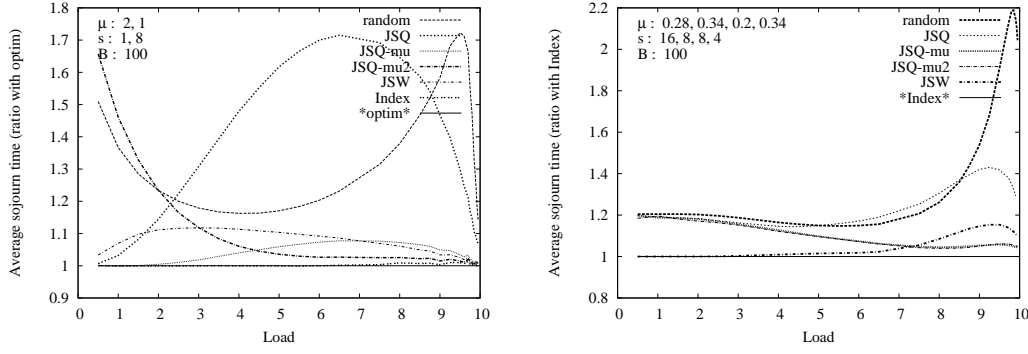 μ : 2, 1
s : 1, 8
B : 100
random
JSQ
JSQ-mu
JSQ-mu2
JSW
Index
*optim*
1.8
1.7
1.6
1.5
1.4
1.3
1.2
1.1
1
0.9
0 1 2 3 4 5 6 7 8 9 10
Load
Average sojourn time (ratio with optim)
μ : 0.28, 0.34, 0.2, 0.34
s : 16, 8, 8, 4
B : 100
random
JSQ
JSQ-mu
JSQ-mu2
JSW
*Index*
2.2
2
1.8
1.6
1.4
1.2
1
0.8
0 1 2 3 4 5 6 7 8 9 10
Load
Average sojourn time (ratio with Index)